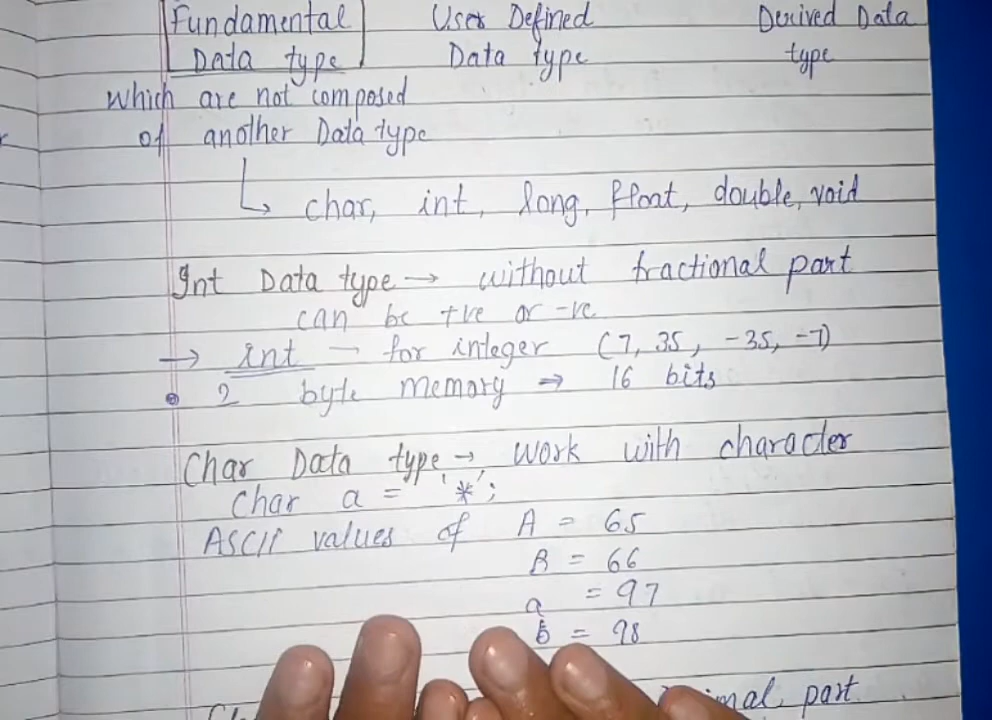 Fundamental User Defined Derived Data
Data type Data type type
which are not composed
of another Data type
char, int, long, float, double, void
Int Data type → without fractional part
can be +ve or -ve
→ int - for integer (7, 35, -35, -7)
2 byte memory → 16 bits
Char Data type → work with character
char a = '*';
ASCII values of A = 65
B = 66
a = 97
b = 98
part